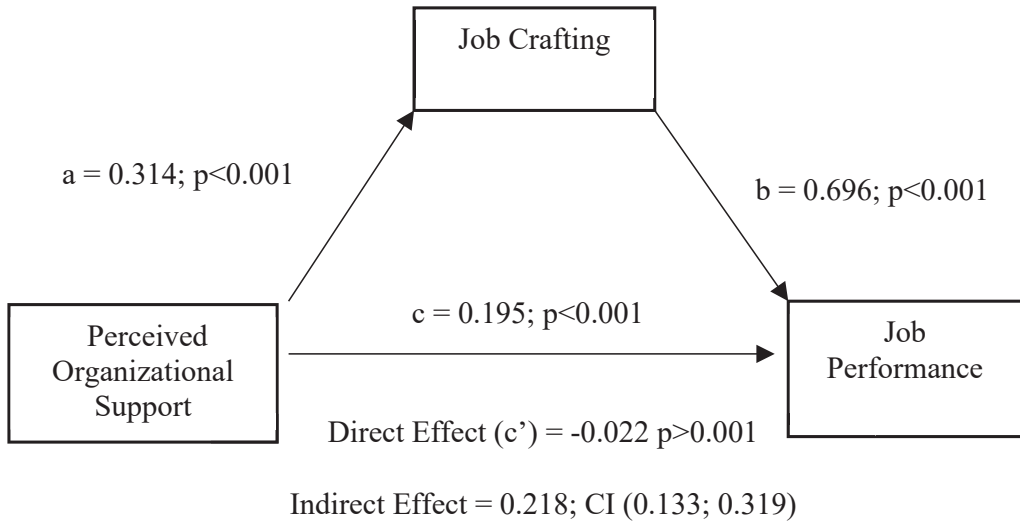 Job Crafting
a = 0.314; p<0.001
b = 0.696; p<0.001
c = 0.195; p<0.001
Perceived
Organizational
Support
Job
Performance
Direct Effect (c’) = -0.022 p>0.001
Indirect Effect = 0.218; CI (0.133; 0.319)